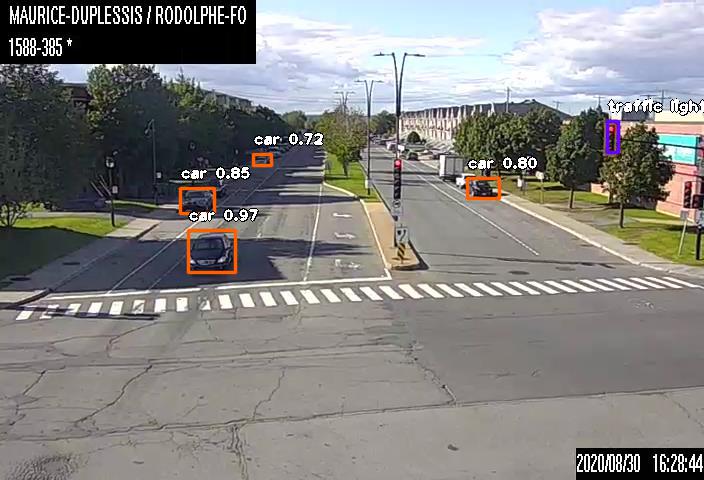 MAURICE-DUPLESSIS / RODOLPHE-FO
1588-385 *
traffic light
car 0.72
car 0.80
car 0.85
car 0.97
2020/08/30 16:28:44